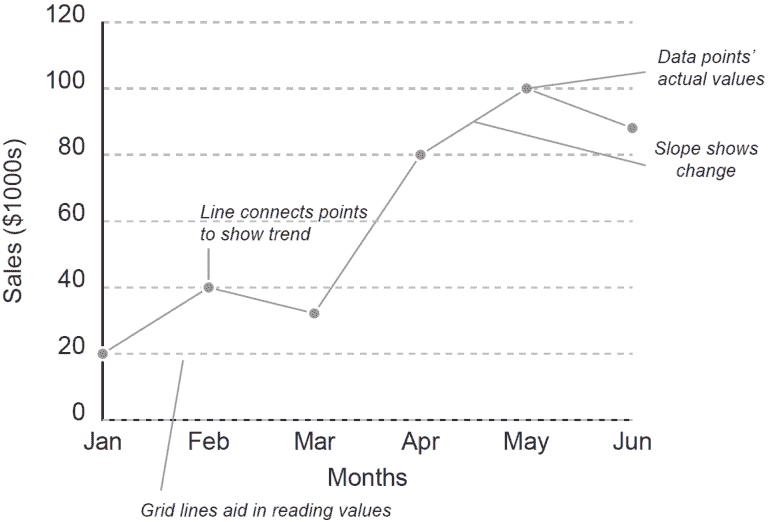 120
100
80
60
40
20
0
Sales ($1000s)
Data points’
actual values
Slope shows
change
Line connects points
to show trend
Jan Feb Mar Apr May Jun
Months
Grid lines aid in reading values